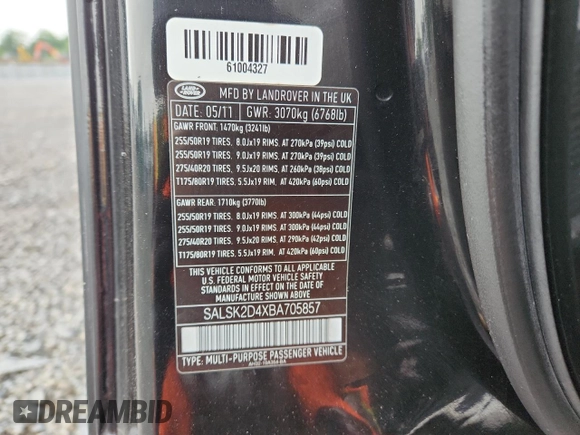 61004327
LAND ROVER
MFD BY LANDROVER IN THE UK
DATE: 05/11 GWR: 3070kg (6768lb)
GAWR FRONT: 1470kg (3241lb)
255/50R19 TIRES. 8.0Jx19 RIMS. AT 270kPa (39psi) COLD
255/50R19 TIRES. 9.0Jx19 RIMS. AT 270kPa (39psi) COLD
275/40R20 TIRES. 9.5Jx20 RIMS. AT 260kPa (38psi) COLD
T175/80R19 TIRES. 5.5Jx19 RIM. AT 420kPa (60psi) COLD
GAWR REAR: 1710kg (3770lb)
255/50R19 TIRES. 8.0Jx19 RIMS. AT 300kPa (44psi) COLD
255/50R19 TIRES. 9.0Jx19 RIMS. AT 300kPa (44psi) COLD
275/40R20 TIRES. 9.5Jx20 RIMS. AT 290kPa (42psi) COLD
T175/80R19 TIRES. 5.5Jx19 RIM. AT 420kPa (60psi) COLD
THIS VEHICLE CONFORMS TO ALL APPLICABLE
U.S. FEDERAL MOTOR VEHICLE SAFETY
STANDARDS IN EFFECT ON THE DATE OF
MANUFACTURE SHOWN ABOVE.
SALSK2D4XBA705857
TYPE: MULTI-PURPOSE PASSENGER VEHICLE
DREAMBID